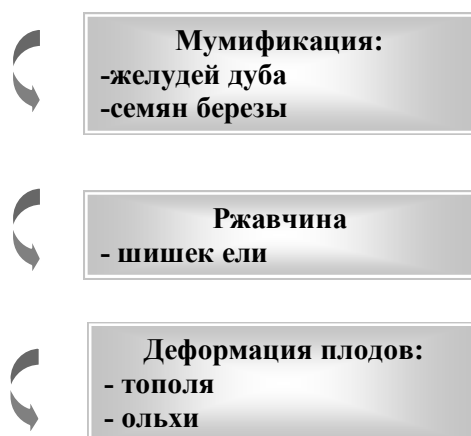 Мумификация:
-желудей дуба
-семян березы
Ржавчина
- шишек ели
Деформация плодов:
- тополя
- ольхи